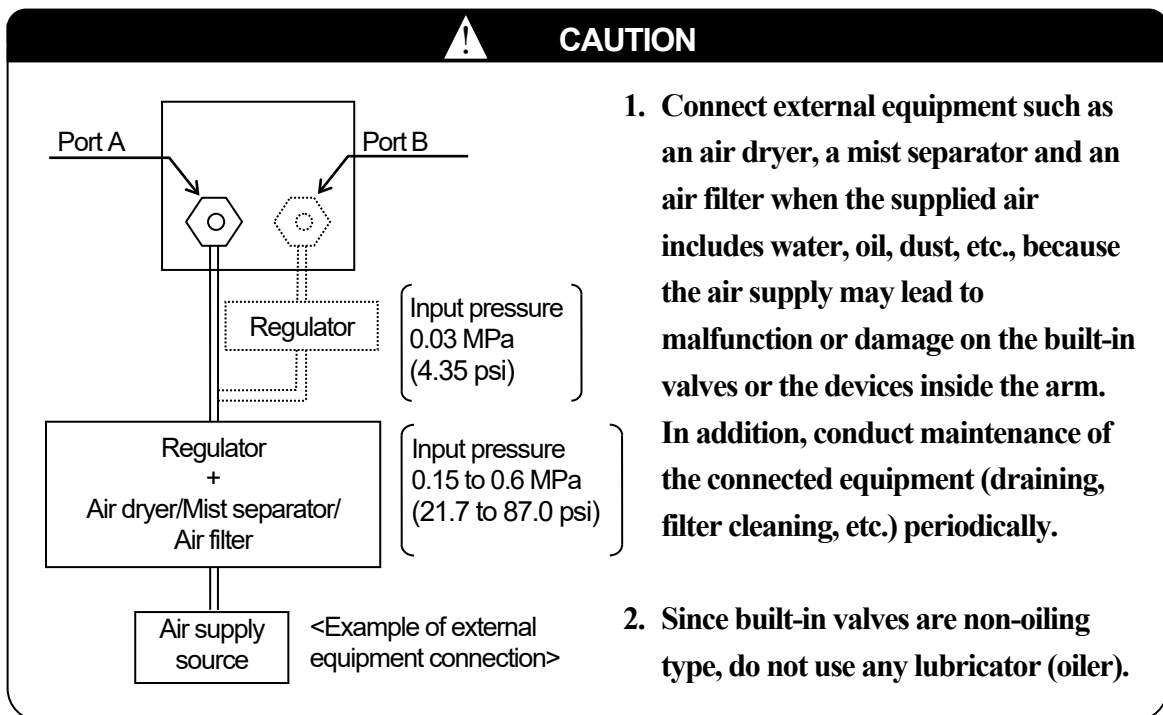 CAUTION
Port A
Port B
Regulator
Input pressure
0.03 MPa
(4.35 psi)
Regulator
+
Air dryer/Mist separator/
Air filter
Input pressure
0.15 to 0.6 MPa
(21.7 to 87.0 psi)
Air supply
source
<Example of external
equipment connection>
1. Connect external equipment such as
an air dryer, a mist separator and an
air filter when the supplied air
includes water, oil, dust, etc., because
the air supply may lead to
malfunction or damage on the built-in
valves or the devices inside the arm.
In addition, conduct maintenance of
the connected equipment (draining,
filter cleaning, etc.) periodically.
2. Since built-in valves are non-oiling
type, do not use any lubricator (oiler).